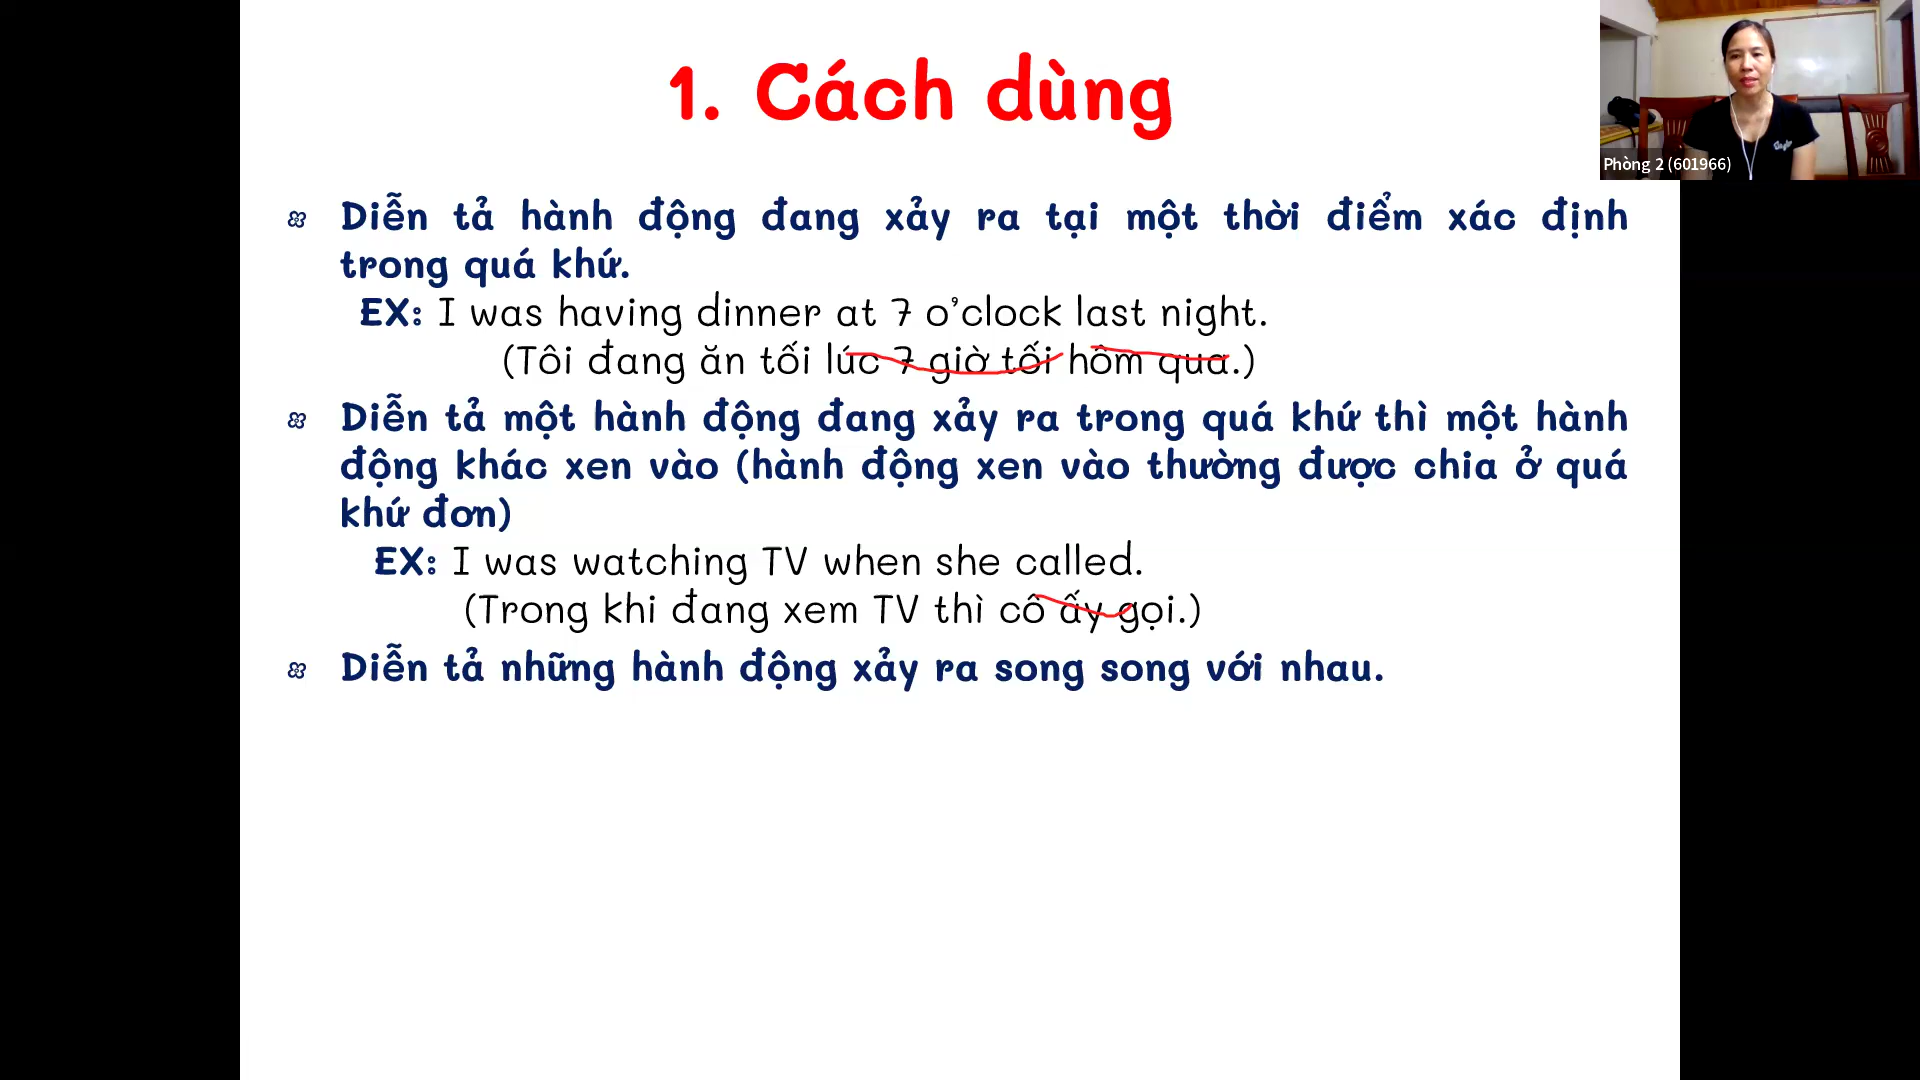 1. Cách dùng
Phòng 2 (601966)
Diễn tả hành động đang xảy ra tại một thời điểm xác định
trong quá khứ.
EX: I was having dinner at 7 o’clock last night.
(Tôi đang ăn tối lúc 7 giờ tối hôm qua.)
Diễn tả một hành động đang xảy ra trong quá khứ thì một hành
động khác xen vào (hành động xen vào thường được chia ở quá
khứ đơn)
EX: I was watching TV when she called.
(Trong khi đang xem TV thì cô ấy gọi.)
Diễn tả những hành động xảy ra song song với nhau.